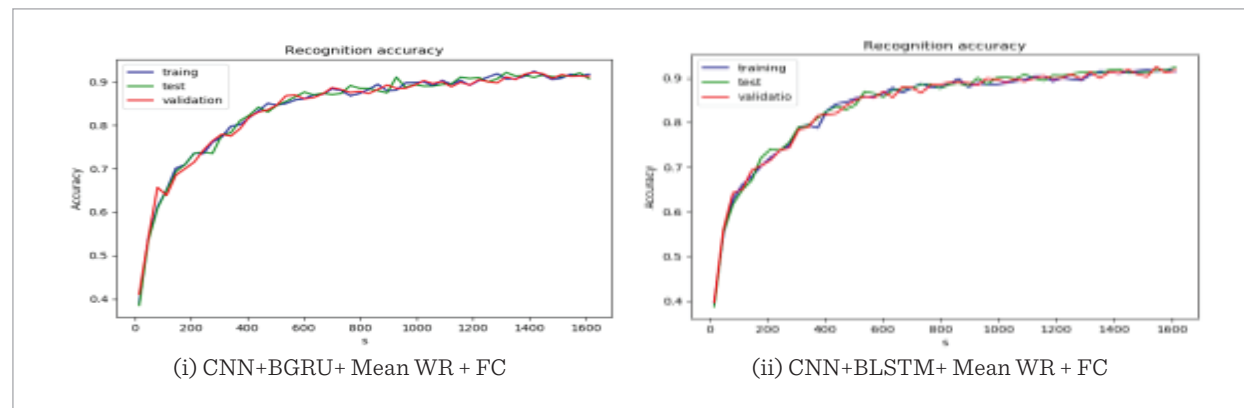 Recognition accuracy
traing
test
validation
Accuracy
0.9
0.8
0.7
0.6
0.5
0.4
0 200 400 600 800 1000 1200 1400 1600
s
(i) CNN+BGRU+ Mean WR + FC
Recognition accuracy
training
test
validatio
Accuracy
0.9
0.8
0.7
0.6
0.5
0.4
0 200 400 600 800 1000 1200 1400 1600
s
(ii) CNN+BLSTM+ Mean WR + FC